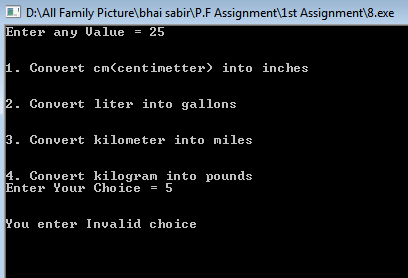 D:\All Family Picture\bhai sabir\P.F Assignment\1st Assignment\8.exe
Enter any Value = 25
1. Convert cm(centimetter) into inches
2. Convert liter into gallons
3. Convert kilometer into miles
4. Convert kilogram into pounds
Enter Your Choice = 5
You enter Invalid choice